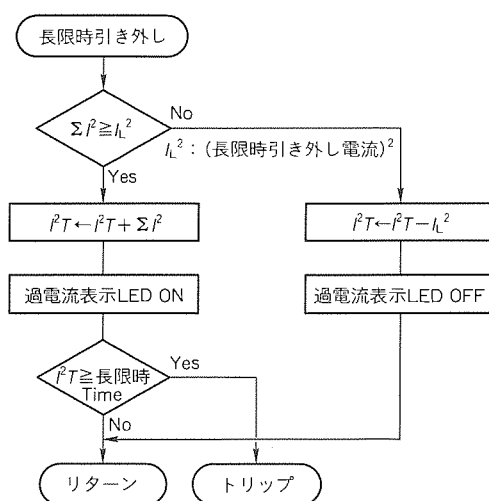 長限時引き外し
Σ I² ≧ I_L²
No
I_L²:(長限時引き外し電流)²
Yes
I²T ← I²T + Σ I²
I²T ← I²T − I_L²
過電流表示LED ON
過電流表示LED OFF
I²T ≧ 長限時
Time
Yes
No
リターン
トリップ